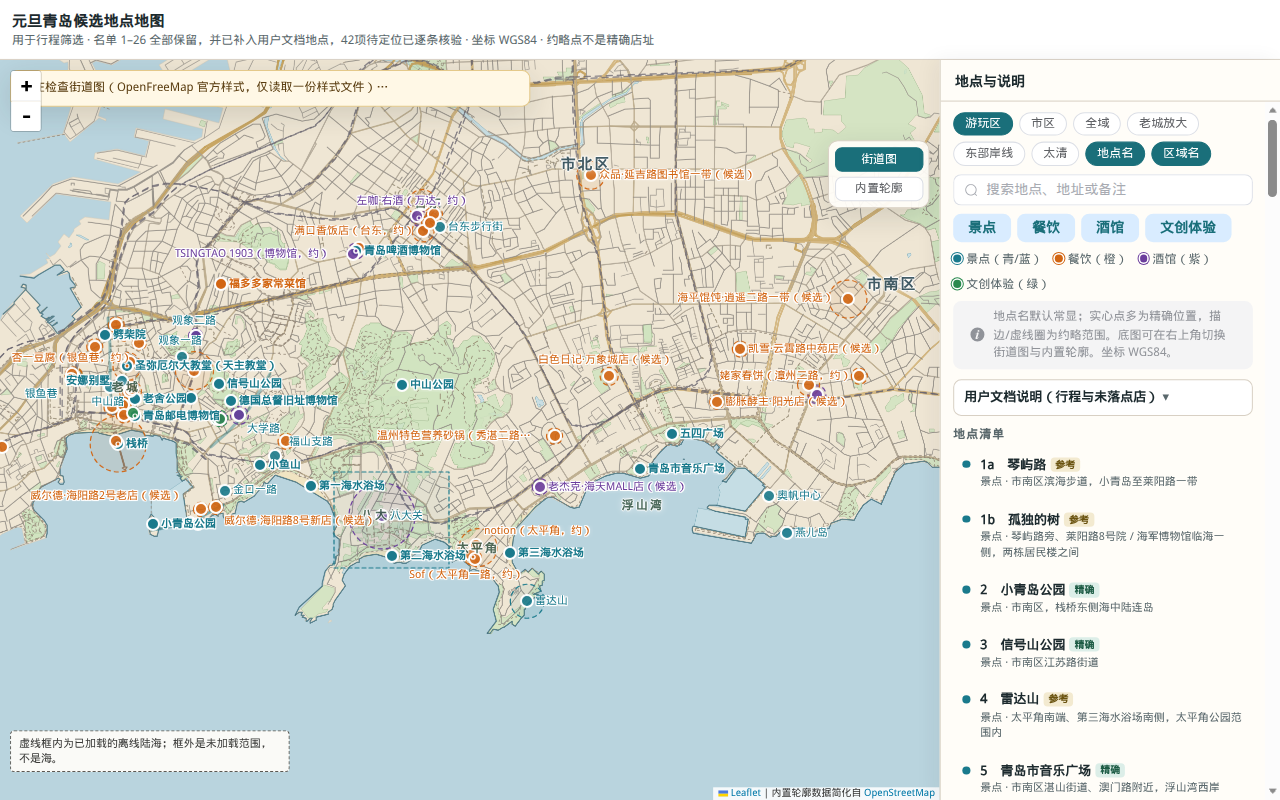 元旦青岛候选地点地图
用于行程筛选 · 名单 1–26 全部保留，并已补入用户文档地点，42项待定位已逐条核验 · 坐标 WGS84 · 约略点不是精确店址
+
-
在检查街道图（OpenFreeMap 官方样式，仅读取一份样式文件）…
街道图
内置轮廓
市北区
众品·延吉路图书馆一带（候选）
左咖·右酒（万达，约）
台东步行街
满口香饭店（台东，约）
TSINGTAO 1903（博物馆，约）
青岛啤酒博物馆
福多多家常菜馆
市南区
海平馄饨·逍遥二路一带（候选）
观象二路
劈柴院
观象一路
杏一豆腐（银鱼巷，约）
圣弥厄尔大教堂（天主教堂）
白色日记·万象城店（候选）
凯雪·云霄路中苑店（候选）
姥家春饼（漳州二路，约）
安娜别墅
老城
信号山公园
中山公园
银鱼巷
中山路
老舍公园
德国总督旧址博物馆
膨胀酵主·阳光店（候选）
青岛邮电博物馆
大学路
栈桥
福山支路
温州特色营养砂锅（秀湛二路…
五四广场
小鱼山
青岛市音乐广场
金口一路
第一海水浴场
老杰克·海天MALL店（候选）
威尔德·海阳路2号老店（候选）
奥帆中心
浮山湾
小青岛公园
威尔德·海阳路8号新店（候选）
八大
八大关
notion（太平角，约）
燕儿岛
太平角
第二海水浴场
第三海水浴场
Sof（太平角一路，约）
雷达山
虚线框内为已加载的离线陆海；框外是未加载范围，
不是海。
Leaflet | 内置轮廓数据简化自 OpenStreetMap
地点与说明
游玩区
市区
全域
老城放大
东部岸线
太清
地点名
区域名
搜索地点、地址或备注
景点
餐饮
酒馆
文创体验
景点（青/蓝）
餐饮（橙）
酒馆（紫）
文创体验（绿）
地点名默认常显；实心点多为精确位置，描
边/虚线圈为约略范围。底图可在右上角切换
街道图与内置轮廓。坐标 WGS84。
用户文档说明（行程与未落点店）▾
地点清单
1a 琴屿路 参考
景点 · 市南区滨海步道，小青岛至莱阳路一带
1b 孤独的树 参考
景点 · 琴屿路旁、莱阳路8号院 / 海军博物馆临海一
侧，两栋居民楼之间
2 小青岛公园 精确
景点 · 市南区，栈桥东侧海中陆连岛
3 信号山公园 精确
景点 · 市南区江苏路街道
4 雷达山 参考
景点 · 太平角南端、第三海水浴场南侧，太平角公园范
围内
5 青岛市音乐广场 精确
景点 · 市南区湛山街道、澳门路附近，浮山湾西岸